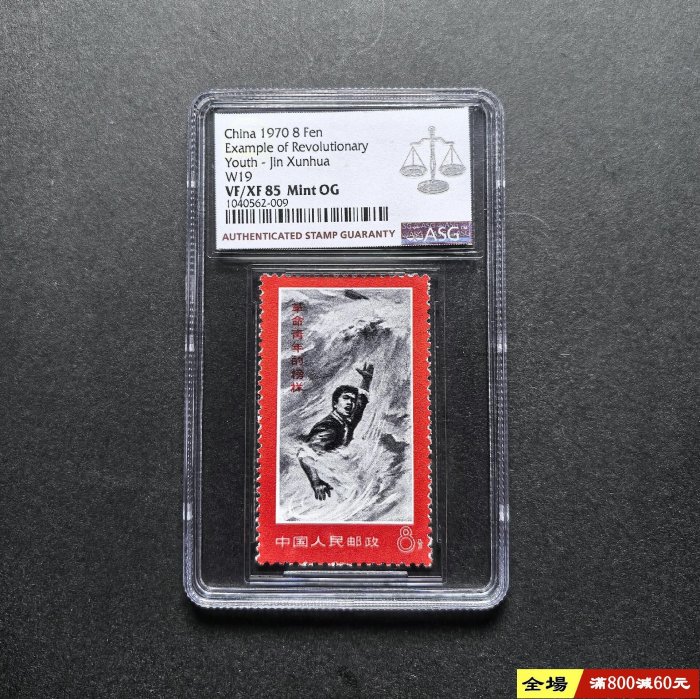 China 1970 8 Fen
Example of Revolutionary
Youth - Jin Xunhua
W19
VF/XF 85 Mint OG
1040562-009
AUTHENTICATED STAMP GUARANTY
ASG
革命青年的榜样
中国人民邮政
8分
全場
滿800減60元